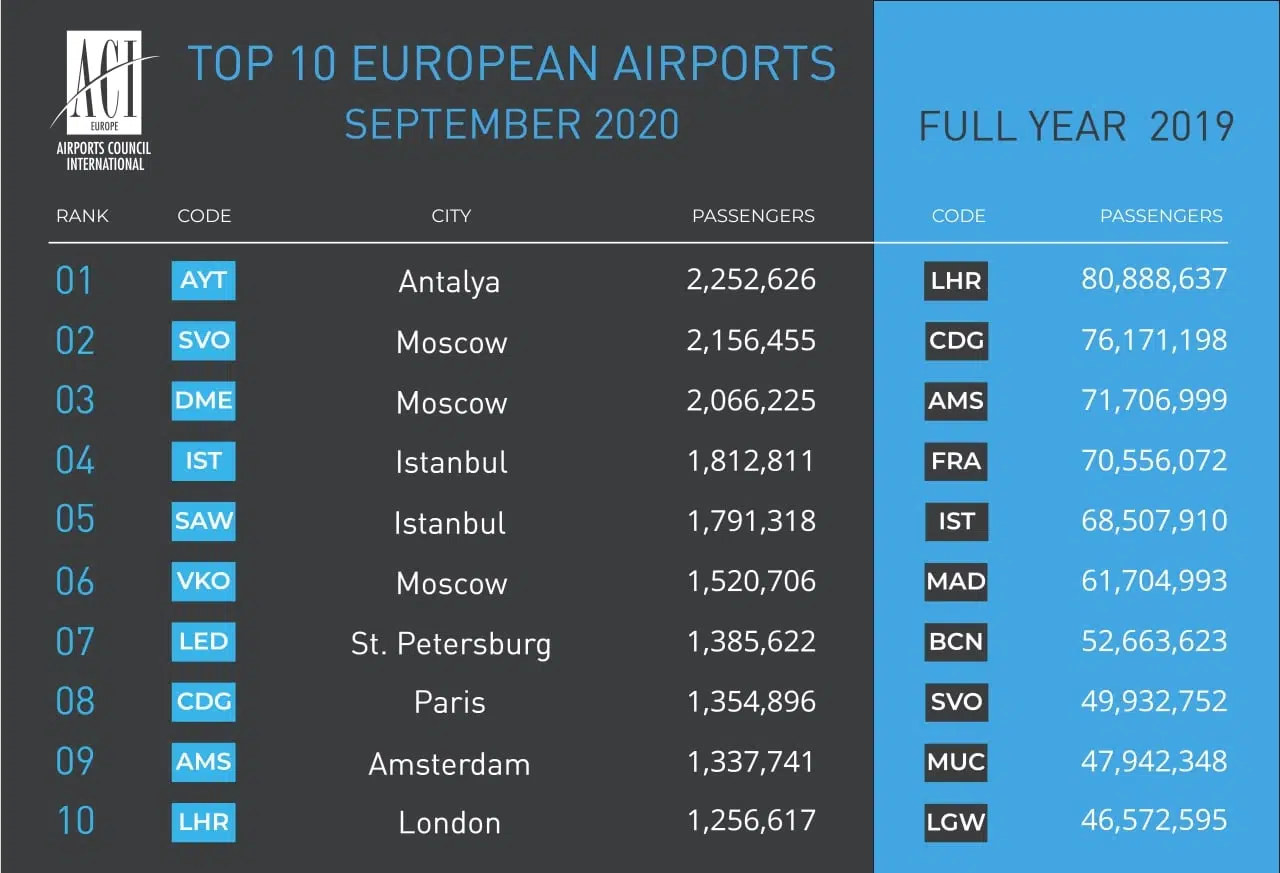 ACI
EUROPE
AIRPORTS COUNCIL
INTERNATIONAL
TOP 10 EUROPEAN AIRPORTS
SEPTEMBER 2020
FULL YEAR 2019
RANK CODE CITY PASSENGERS CODE PASSENGERS
01 AYT Antalya 2,252,626 LHR 80,888,637
02 SVO Moscow 2,156,455 CDG 76,171,198
03 DME Moscow 2,066,225 AMS 71,706,999
04 IST Istanbul 1,812,811 FRA 70,556,072
05 SAW Istanbul 1,791,318 IST 68,507,910
06 VKO Moscow 1,520,706 MAD 61,704,993
07 LED St. Petersburg 1,385,622 BCN 52,663,623
08 CDG Paris 1,354,896 SVO 49,932,752
09 AMS Amsterdam 1,337,741 MUC 47,942,348
10 LHR London 1,256,617 LGW 46,572,595